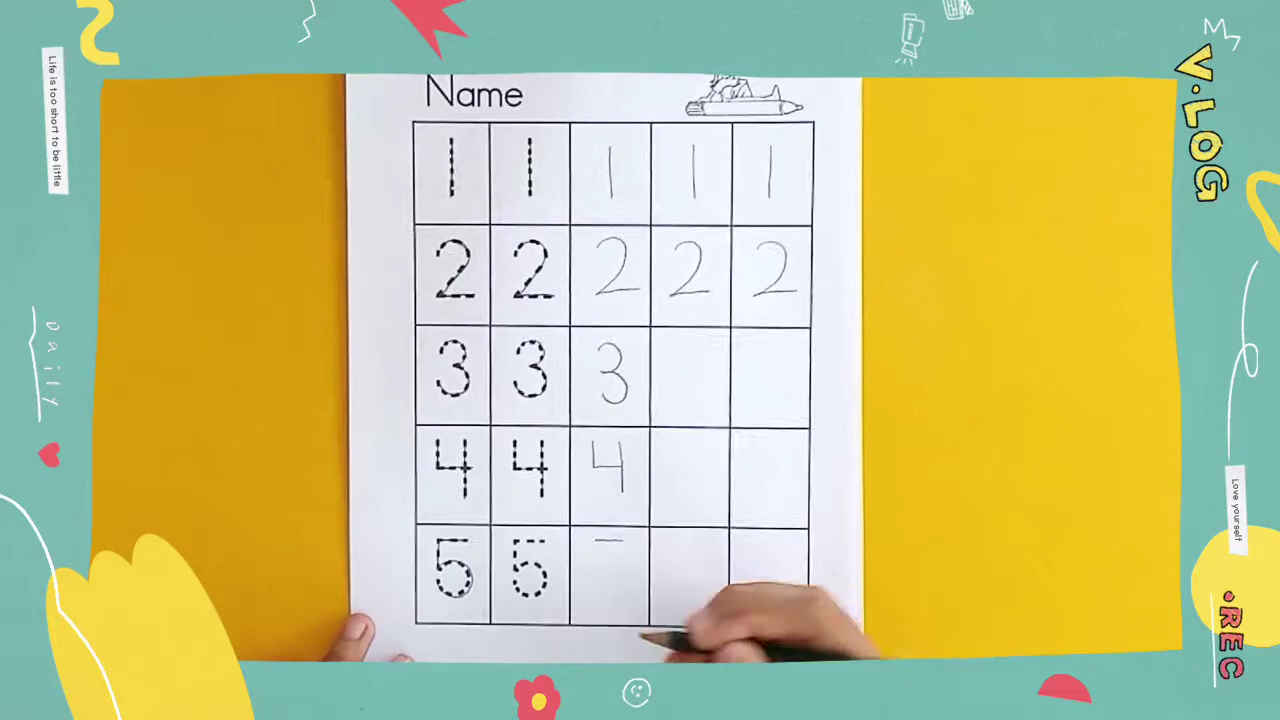 Life is too short to be little
V.LOG
Name
1 1 1 1 1
2 2 2 2 2
Daily
3 3 3
4 4 4
5 5
Love yourself
.REC